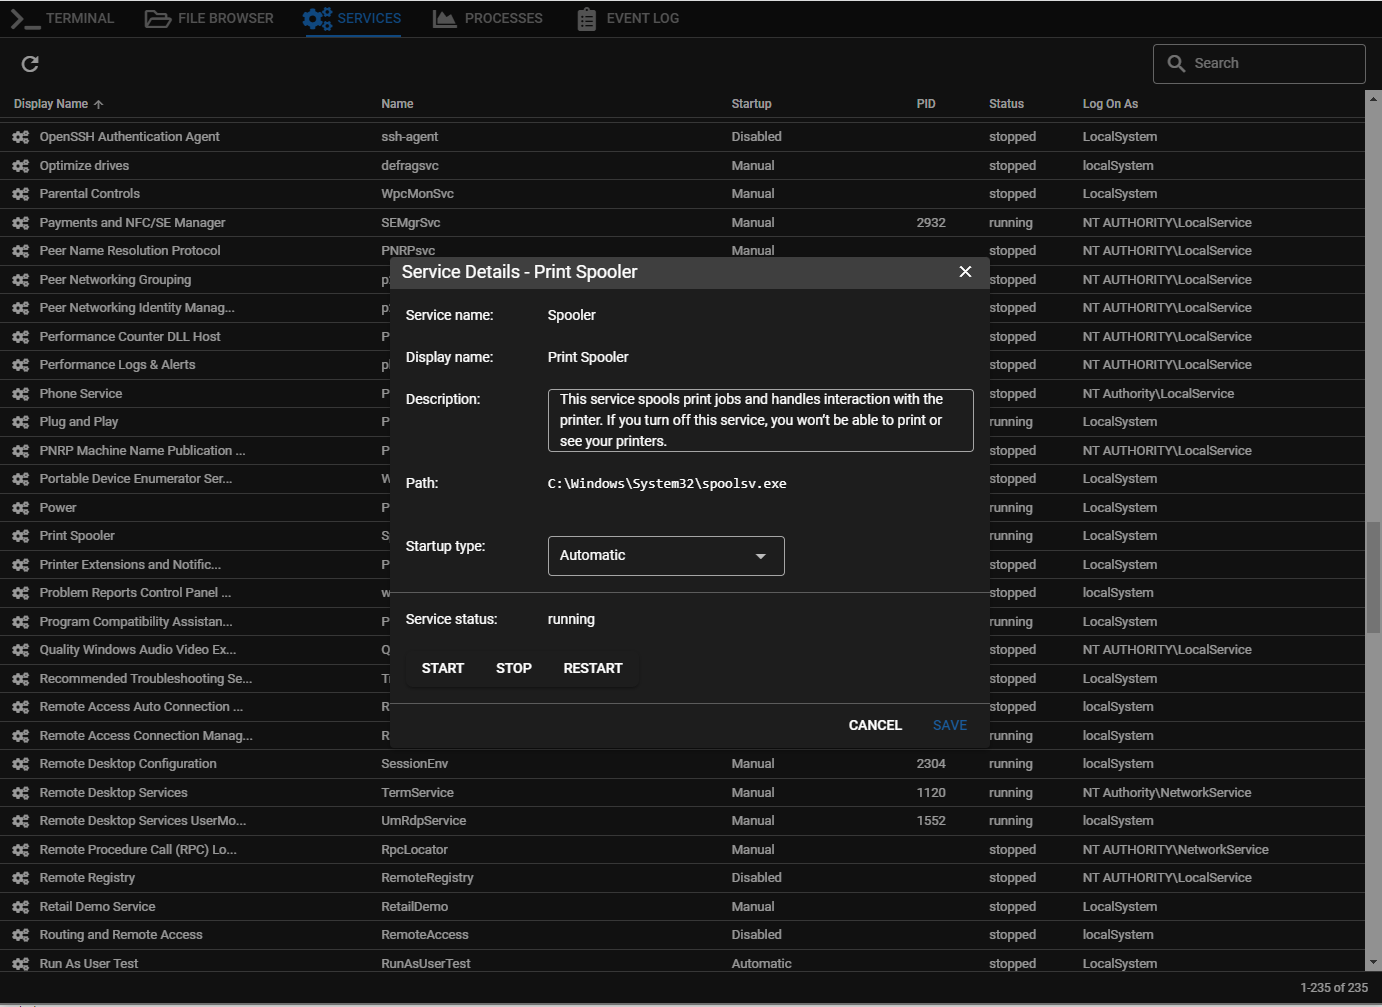 TERMINAL FILE BROWSER SERVICES PROCESSES EVENT LOG
Search
Display Name Name Startup PID Status Log On As
OpenSSH Authentication Agent ssh-agent Disabled stopped LocalSystem
Optimize drives defragsvc Manual stopped localSystem
Parental Controls WpcMonSvc Manual stopped LocalSystem
Payments and NFC/SE Manager SEMgrSvc Manual 2932 running NT AUTHORITY\LocalService
Peer Name Resolution Protocol PNRPsvc Manual stopped NT AUTHORITY\LocalService
Peer Networking Grouping stopped NT AUTHORITY\LocalService
Peer Networking Identity Manag... stopped NT AUTHORITY\LocalService
Performance Counter DLL Host P stopped NT AUTHORITY\LocalService
Performance Logs & Alerts stopped NT AUTHORITY\LocalService
Phone Service P stopped NT Authority\LocalService
Plug and Play P running LocalSystem
PNRP Machine Name Publication ... P stopped NT AUTHORITY\LocalService
Portable Device Enumerator Ser... W stopped LocalSystem
Power P running LocalSystem
Print Spooler S running LocalSystem
Printer Extensions and Notific... P stopped LocalSystem
Problem Reports Control Panel ... w stopped localSystem
Program Compatibility Assistan... P running LocalSystem
Quality Windows Audio Video Ex... Q stopped NT AUTHORITY\LocalService
Recommended Troubleshooting Se... stopped LocalSystem
Remote Access Auto Connection ... R stopped localSystem
Remote Access Connection Manag... R running localSystem
Service Details - Print Spooler
Service name: Spooler
Display name: Print Spooler
Description: This service spools print jobs and handles interaction with the
printer. If you turn off this service, you won’t be able to print or
see your printers.
Path: C:\Windows\System32\spoolsv.exe
Startup type: Automatic
Service status: running
START STOP RESTART
CANCEL SAVE
Remote Desktop Configuration SessionEnv Manual 2304 running localSystem
Remote Desktop Services TermService Manual 1120 running NT Authority\NetworkService
Remote Desktop Services UserMo... UmRdpService Manual 1552 running localSystem
Remote Procedure Call (RPC) Lo... RpcLocator Manual stopped NT AUTHORITY\NetworkService
Remote Registry RemoteRegistry Disabled stopped NT AUTHORITY\LocalService
Retail Demo Service RetailDemo Manual stopped LocalSystem
Routing and Remote Access RemoteAccess Disabled stopped localSystem
Run As User Test RunAsUserTest Automatic stopped LocalSystem
1-235 of 235